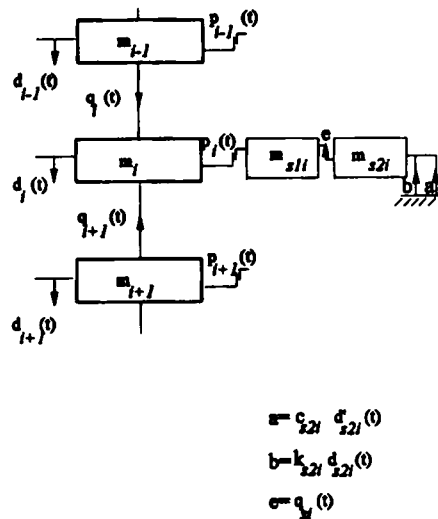 p_{i-1}(t)
m_{i-1}
d_{i-1}(t)
q_i(t)
p_i(t) e
m_i m_{s1i} m_{s2i}
d_i(t) b a
q_{i+1}(t)
p_{i+1}(t)
m_{i+1}
d_{i+1}(t)
a= c_{s2i} d'_{s2i}(t)
b= k_{s2i} d_{s2i}(t)
e= q_{si}(t)